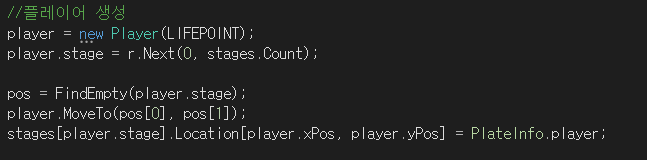 //플레이어 생성
player = new Player(LIFEPOINT);
player.stage = r.Next(0, stages.Count);
pos = FindEmpty(player.stage);
player.MoveTo(pos[0], pos[1]);
stages[player.stage].Location[player.xPos, player.yPos] = PlateInfo.player;